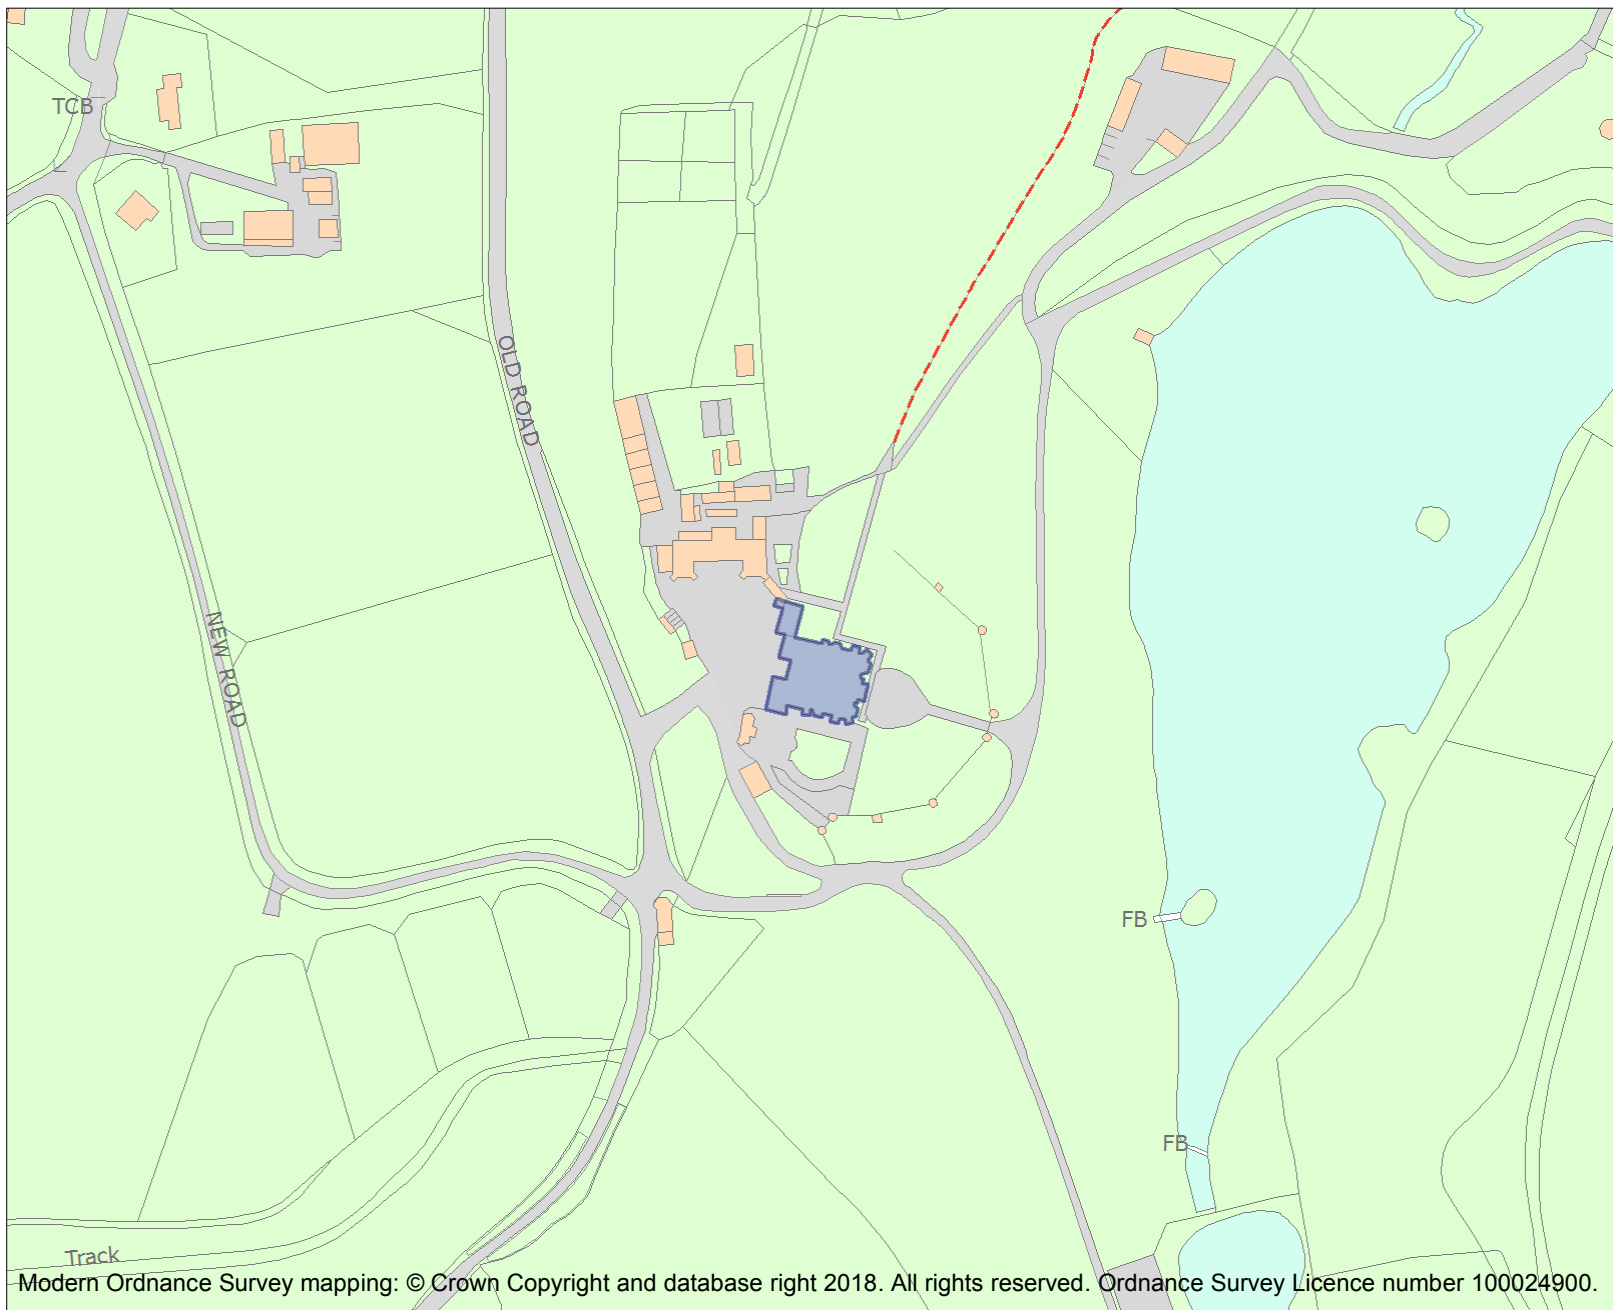 TCB
OLD ROAD
NEW ROAD
FB
FB
Track
Modern Ordnance Survey mapping: © Crown Copyright and database right 2018. All rights reserved. Ordnance Survey Licence number 100024900.